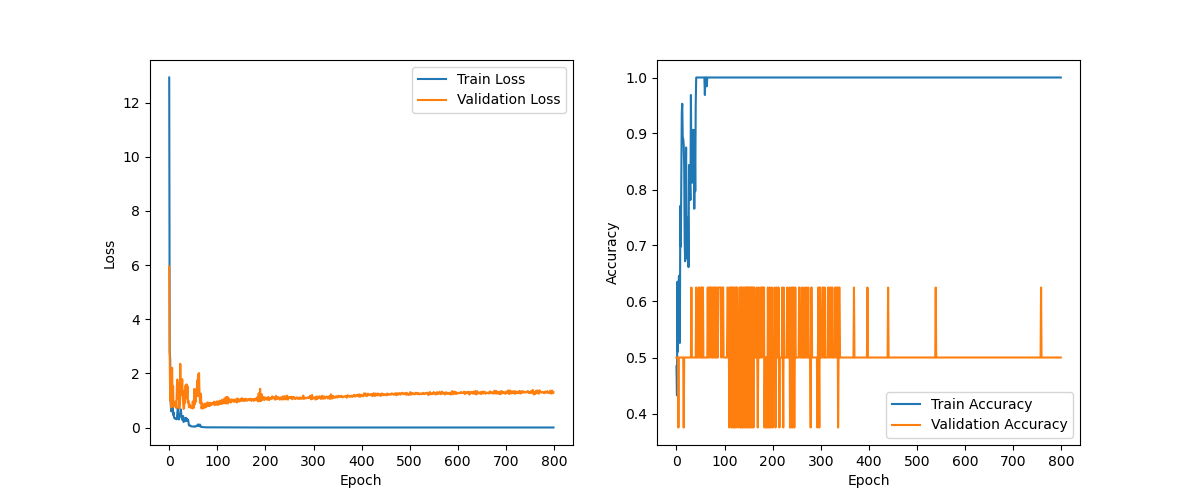 Train Loss
Validation Loss
12
10
8
6
4
2
0
Loss
0 100 200 300 400 500 600 700 800
Epoch
1.0
0.9
0.8
0.7
0.6
0.5
0.4
Accuracy
Train Accuracy
Validation Accuracy
0 100 200 300 400 500 600 700 800
Epoch